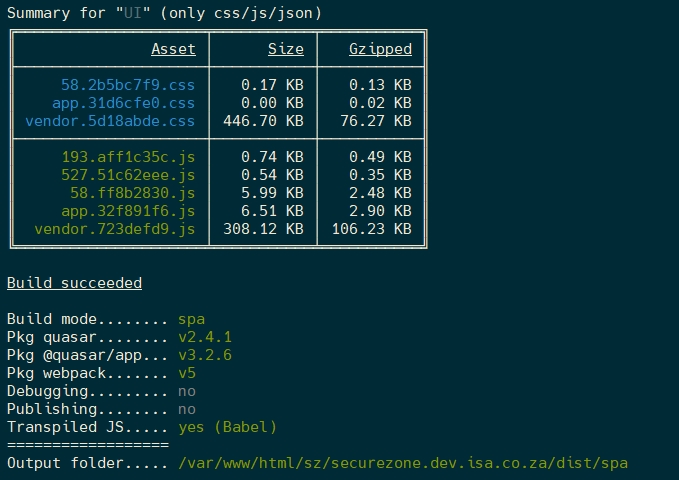 Summary for "UI" (only css/js/json)
Asset Size Gzipped
58.2b5bc7f9.css 0.17 KB 0.13 KB
app.31d6cfe0.css 0.00 KB 0.02 KB
vendor.5d18abde.css 446.70 KB 76.27 KB
193.aff1c35c.js 0.74 KB 0.49 KB
527.51c62eee.js 0.54 KB 0.35 KB
58.ff8b2830.js 5.99 KB 2.48 KB
app.32f891f6.js 6.51 KB 2.90 KB
vendor.723defd9.js 308.12 KB 106.23 KB
Build succeeded
Build mode........ spa
Pkg quasar........ v2.4.1
Pkg @quasar/app... v3.2.6
Pkg webpack....... v5
Debugging......... no
Publishing........ no
Transpiled JS..... yes (Babel)
==================
Output folder..... /var/www/html/sz/securezone.dev.isa.co.za/dist/spa